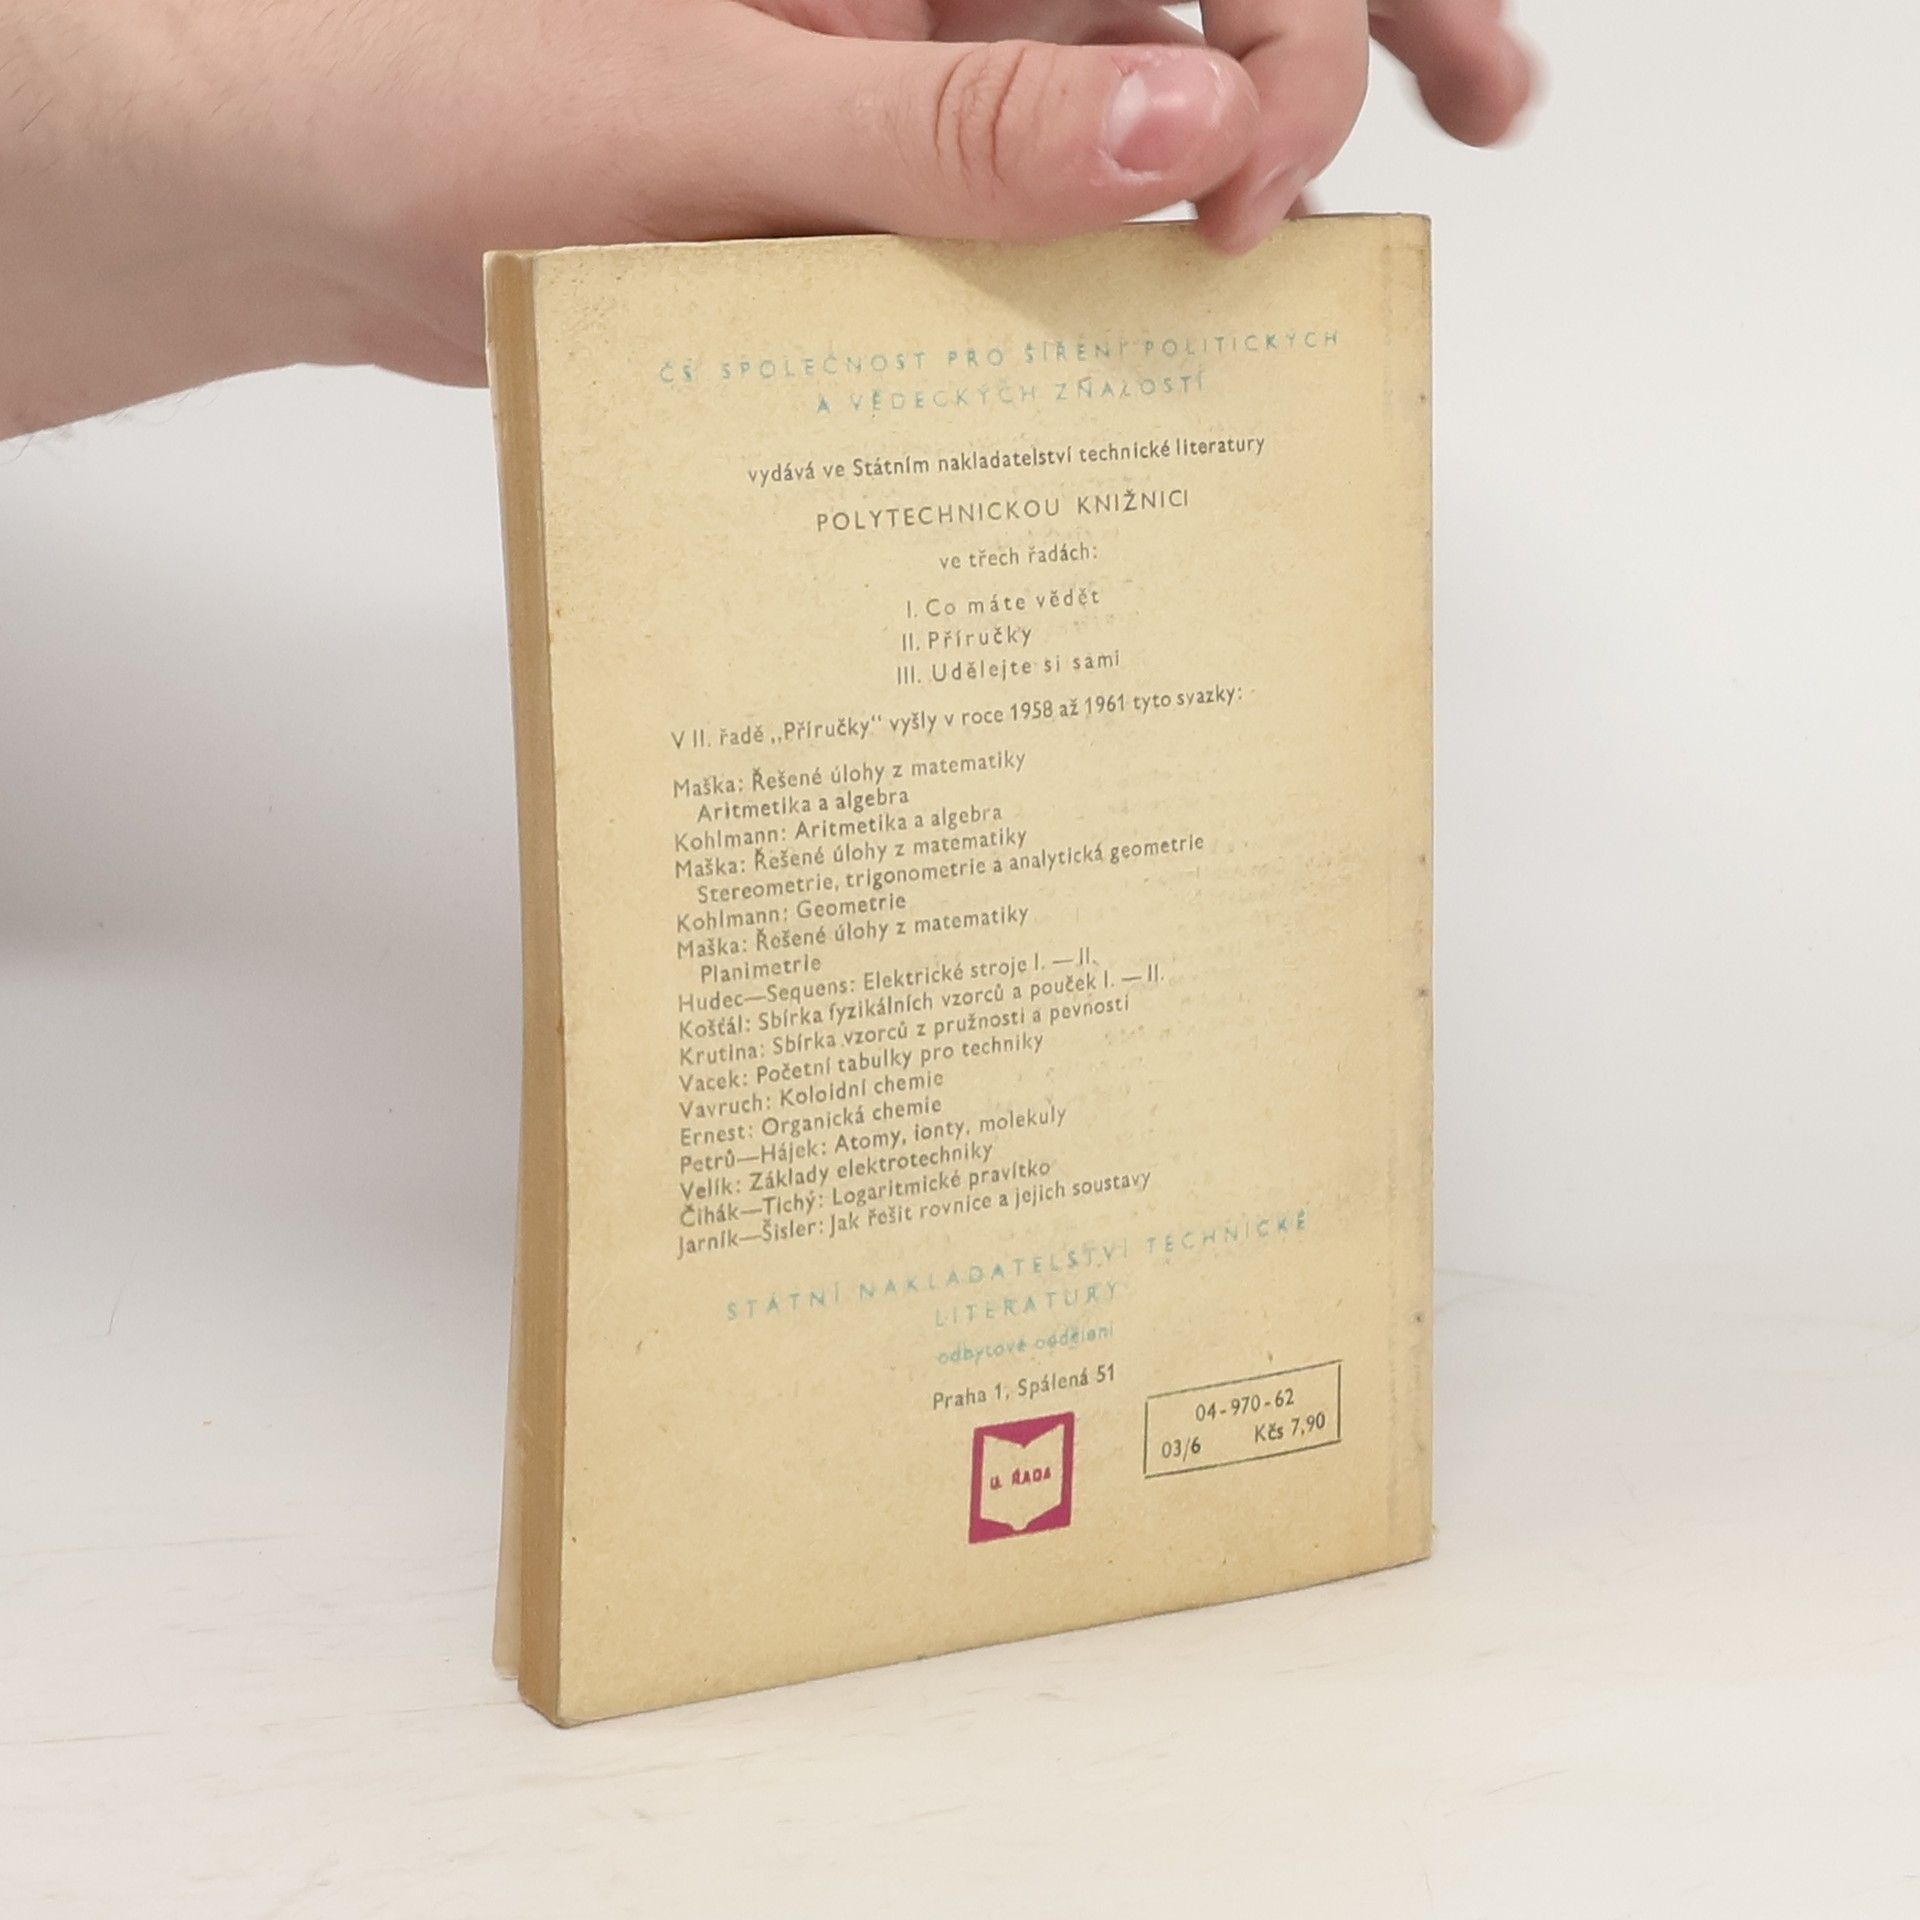 ČS. SPOLEČNOST PRO ŠÍŘENÍ POLITICKÝCH
A VĚDECKÝCH ZNALOSTÍ
vydává ve Státním nakladatelství technické literatury
POLYTECHNICKOU KNIŽNICI
ve třech řadách:
I. Co máte vědět
II. Příručky
III. Udělejte si sami
V II. řadě „Příručky“ vyšly v roce 1958 až 1961 tyto svazky:
Maška: Řešené úlohy z matematiky
Aritmetika a algebra
Kohlmann: Aritmetika a algebra
Maška: Řešené úlohy z matematiky
Stereometrie, trigonometrie a analytická geometrie
Kohlmann: Geometrie
Maška: Řešené úlohy z matematiky
Planimetrie
Hudec—Sequens: Elektrické stroje I. — II.
Košťál: Sbírka fyzikálních vzorců a pouček I. — II.
Krutina: Sbírka vzorců z pružnosti a pevnosti
Vacek: Početní tabulky pro techniky
Vavruch: Koloidní chemie
Ernest: Organická chemie
Petrů—Hájek: Atomy, ionty, molekuly
Velík: Základy elektrotechniky
Čihák—Tichý: Logaritmické pravítko
Jarník—Šisler: Jak řešit rovnice a jejich soustavy
STÁTNÍ NAKLADATELSTVÍ TECHNICKÉ
LITERATURY
odbytové oddělení
Praha 1, Spálená 51
II. ŘADA
04-970-62
03/6 Kčs 7,90